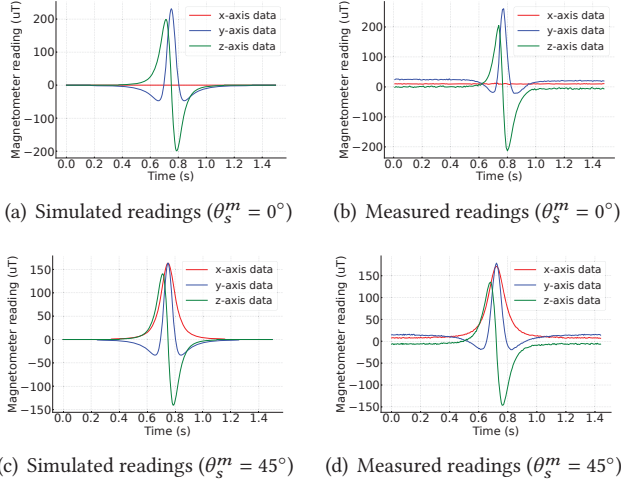 Magnetometer reading (uT)
200
100
0
−100
−200
x-axis data
y-axis data
z-axis data
0.0 0.2 0.4 0.6 0.8 1.0 1.2 1.4
Time (s)
(a) Simulated readings (θₛᵐ = 0°)
Magnetometer reading (uT)
200
100
0
−100
−200
x-axis data
y-axis data
z-axis data
0.0 0.2 0.4 0.6 0.8 1.0 1.2 1.4
Time (s)
(b) Measured readings (θₛᵐ = 0°)
Magnetometer reading (uT)
150
100
50
0
−50
−100
−150
x-axis data
y-axis data
z-axis data
0.0 0.2 0.4 0.6 0.8 1.0 1.2 1.4
Time (s)
(c) Simulated readings (θₛᵐ = 45°)
Magnetometer reading (uT)
150
100
50
0
−50
−100
−150
x-axis data
y-axis data
z-axis data
0.0 0.2 0.4 0.6 0.8 1.0 1.2 1.4
Time (s)
(d) Measured readings (θₛᵐ = 45°)